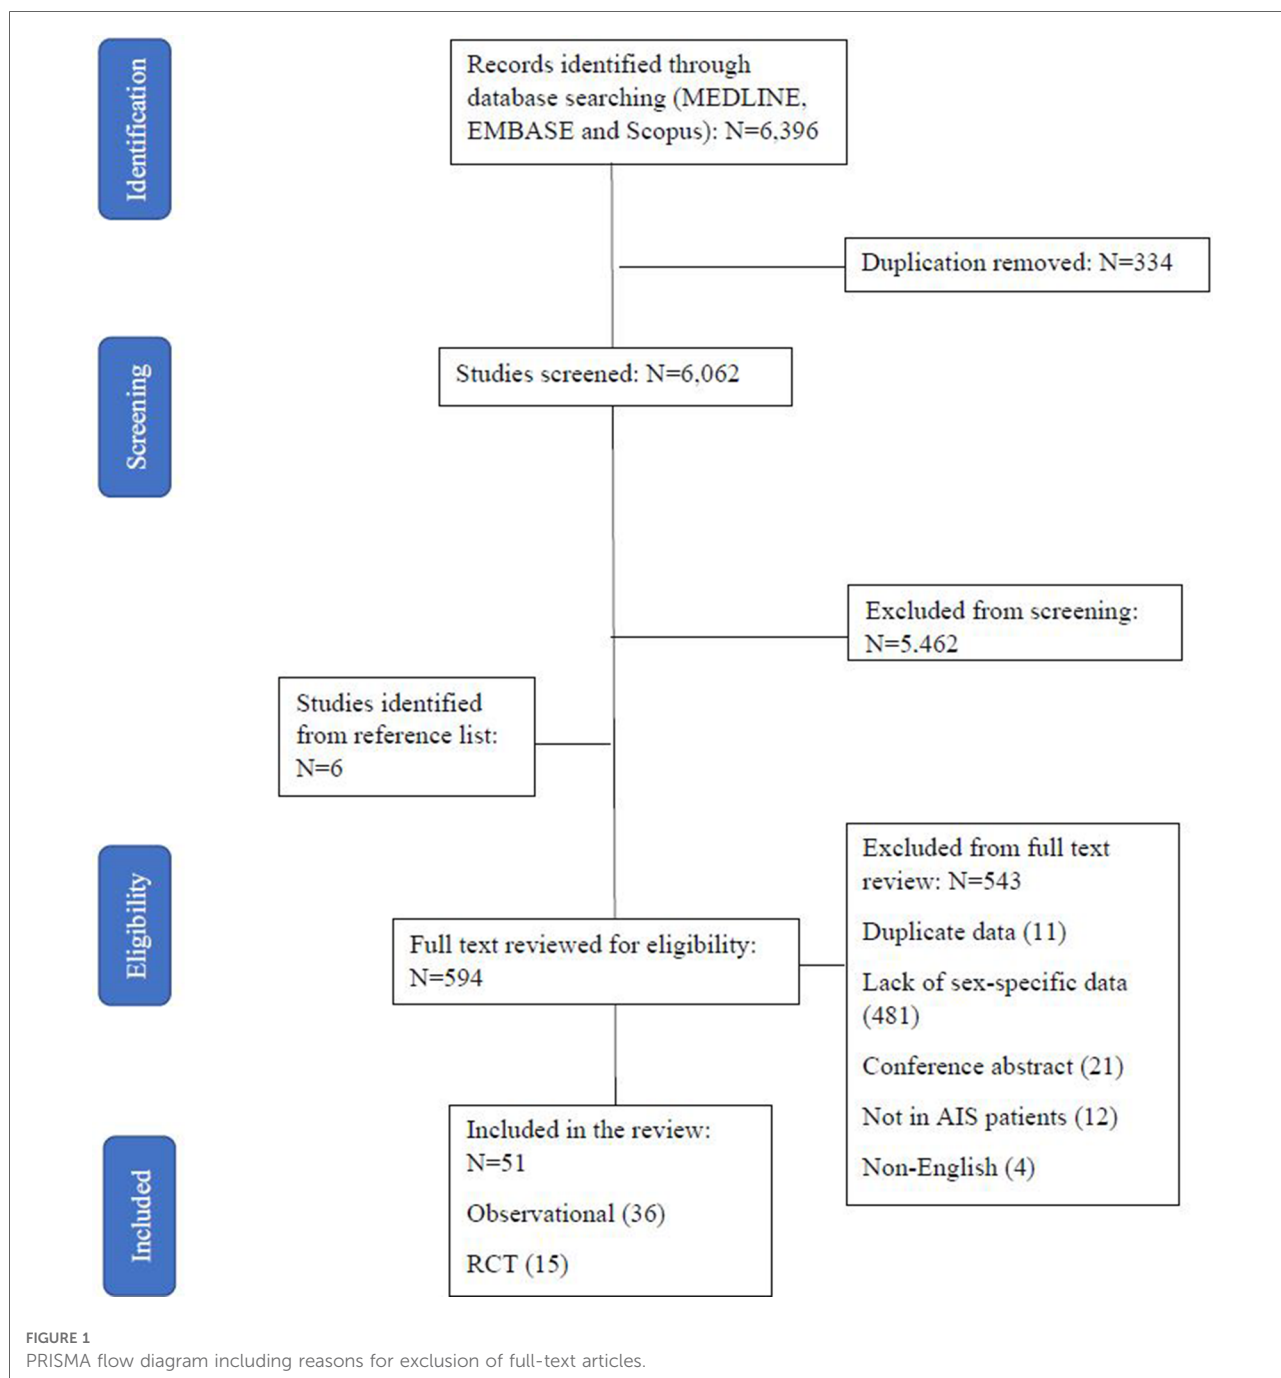 Identification
Records identified through
database searching (MEDLINE,
EMBASE and Scopus): N=6,396
Duplication removed: N=334
Screening
Studies screened: N=6,062
Excluded from screening:
N=5.462
Studies identified
from reference list:
N=6
Eligibility
Full text reviewed for eligibility:
N=594
Excluded from full text
review: N=543
Duplicate data (11)
Lack of sex-specific data
(481)
Conference abstract (21)
Not in AIS patients (12)
Non-English (4)
Included
Included in the review:
N=51
Observational (36)
RCT (15)
FIGURE 1
PRISMA flow diagram including reasons for exclusion of full-text articles.